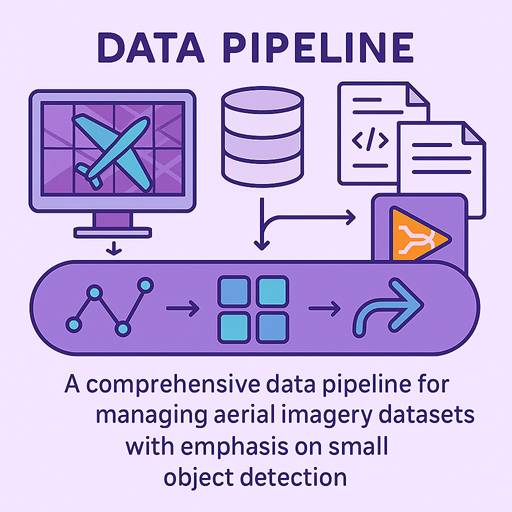 DATA PIPELINE
</>
A comprehensive data pipeline for
managing aerial imagery datasets
with emphasis on small
object detection